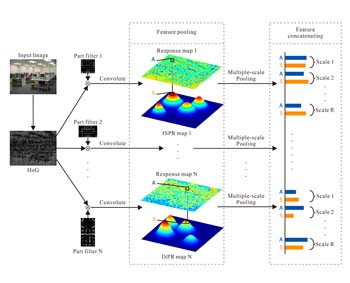 Feature pooling
Feature
concatenating
Input Image
Part filter 1
Response map 1
A
S
Convolute
Multiple-scale
Pooling
ISPR map 1
A
S
A
S
A
S
Scale 1
Scale 2
Scale R
HoG
Part filter 2
Convolute
Multiple-scale
Pooling
Part filter N
Response map N
A
S
Convolute
Multiple-scale
Pooling
ISPR map N
A
S
A
S
A
S
Scale 1
Scale 2
Scale R